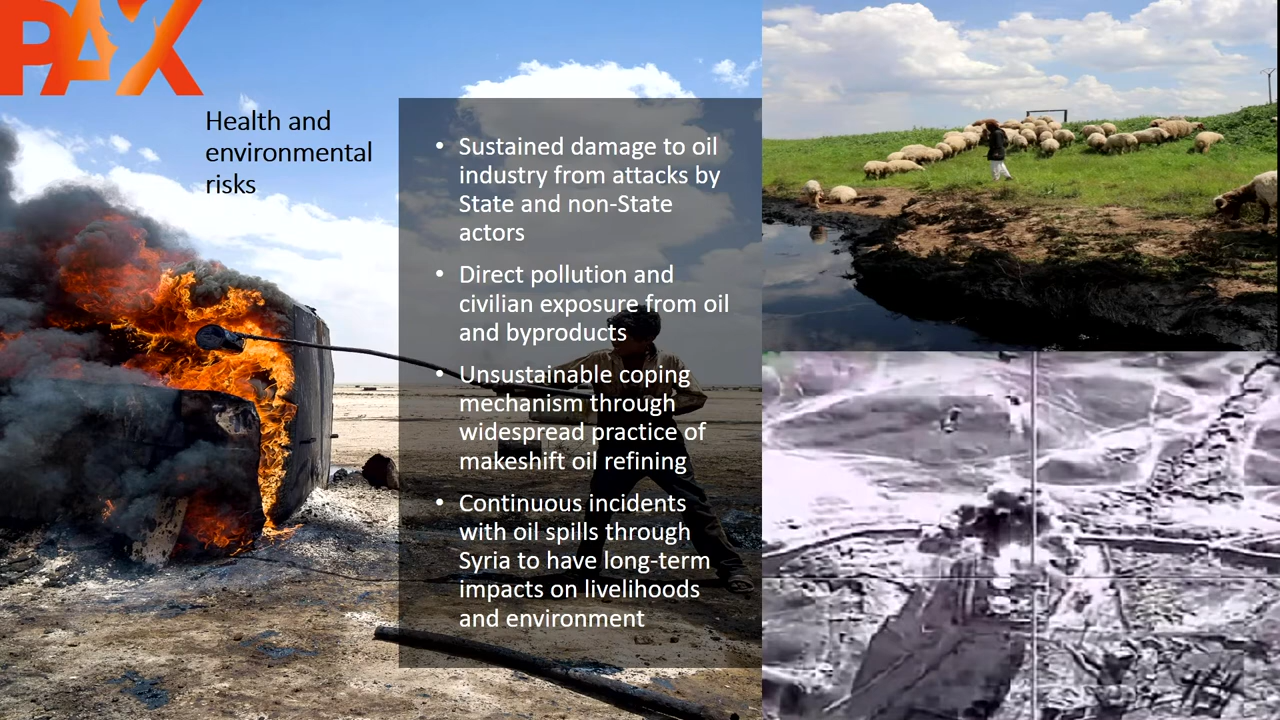 PAX
Health and
environmental
risks
• Sustained damage to oil
industry from attacks by
State and non-State
actors
• Direct pollution and
civilian exposure from oil
and byproducts
• Unsustainable coping
mechanism through
widespread practice of
makeshift oil refining
• Continuous incidents
with oil spills through
Syria to have long-term
impacts on livelihoods
and environment